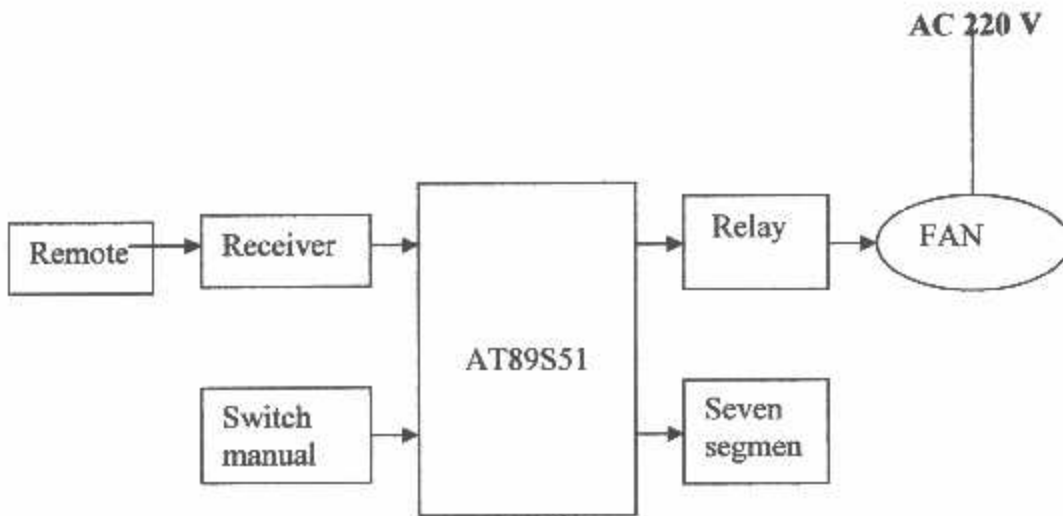 AC 220 V
Remote
Receiver
Relay
FAN
AT89S51
Switch
manual
Seven
segmen